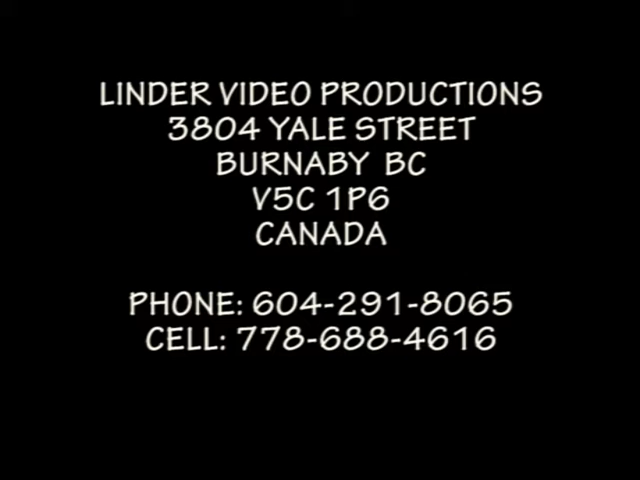 LINDER VIDEO PRODUCTIONS
3804 YALE STREET
BURNABY BC
V5C 1P6
CANADA
PHONE: 604-291-8065
CELL: 778-688-4616